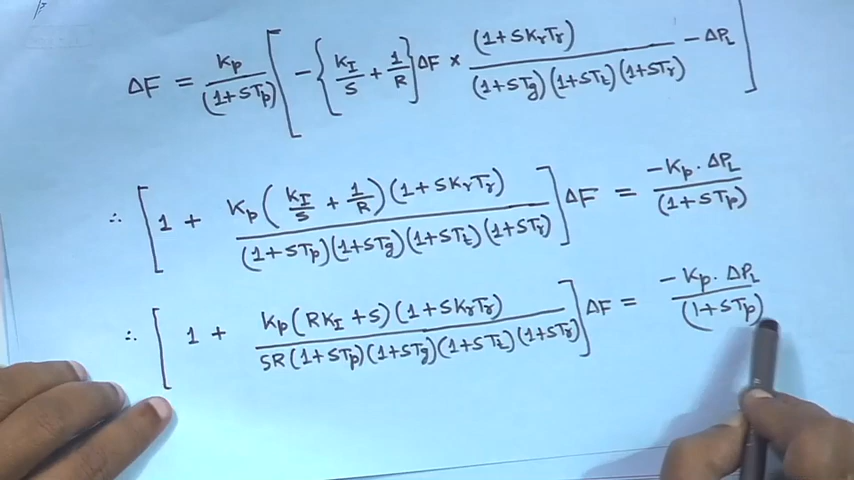 ΔF = Kp/(1+STp) [ - { KI/S + 1/R } ΔF × (1+SKrTr)/((1+STg)(1+STt)(1+STr)) - ΔPL ]
∴ [ 1 + Kp(KI/S + 1/R)(1+SKrTr)/((1+STp)(1+STg)(1+STt)(1+STr)) ] ΔF = -Kp.ΔPL/(1+STp)
∴ [ 1 + Kp(RKI+S)(1+SKrTr)/(SR(1+STp)(1+STg)(1+STt)(1+STr)) ] ΔF = -Kp.ΔPL/(1+STp)